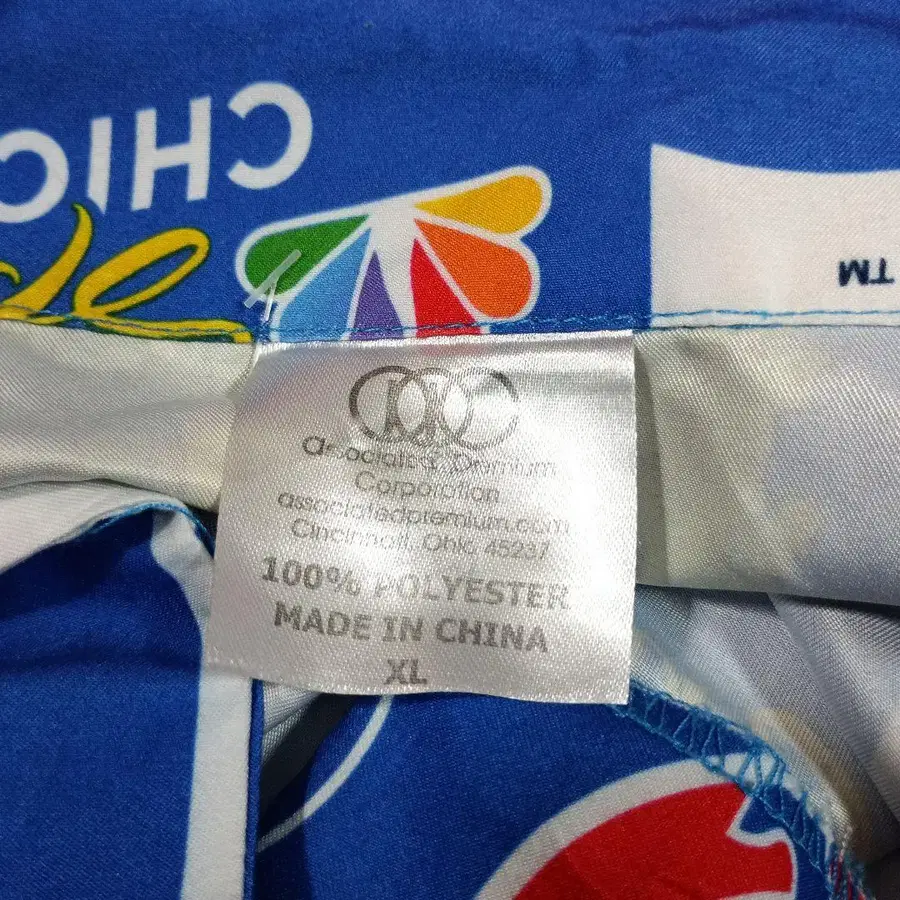 CHIC
TM
associated premium
Corporation
associatedpremium.com
Cincinnati, Ohio 45237
100% POLYESTER
MADE IN CHINA
XL